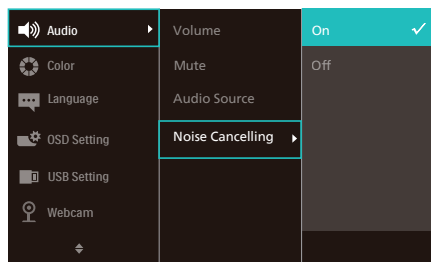 Audio
Color
Language
OSD Setting
USB Setting
Webcam
Volume
Mute
Audio Source
Noise Cancelling
On
Off